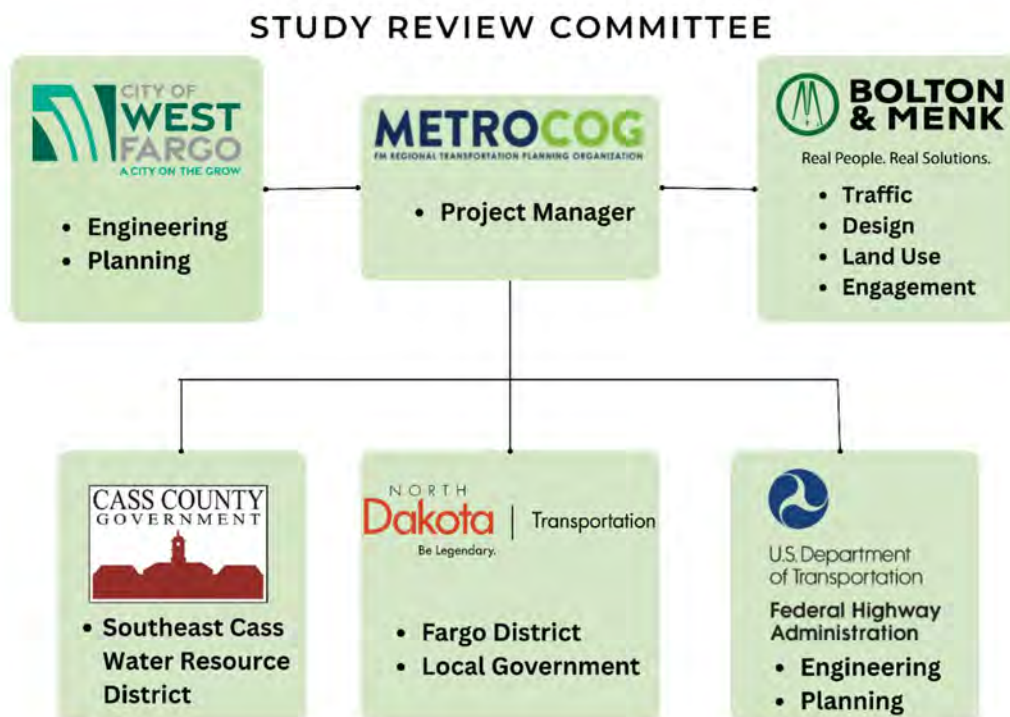 STUDY REVIEW COMMITTEE
CITY OF
WEST
FARGO
A CITY ON THE GROW
• Engineering
• Planning
METROCOG
FM REGIONAL TRANSPORTATION PLANNING ORGANIZATION
• Project Manager
BOLTON
& MENK
Real People. Real Solutions.
• Traffic
• Design
• Land Use
• Engagement
CASS COUNTY
GOVERNMENT
• Southeast Cass
Water Resource
District
NORTH
Dakota | Transportation
Be Legendary.
• Fargo District
• Local Government
U.S. Department
of Transportation
Federal Highway
Administration
• Engineering
• Planning